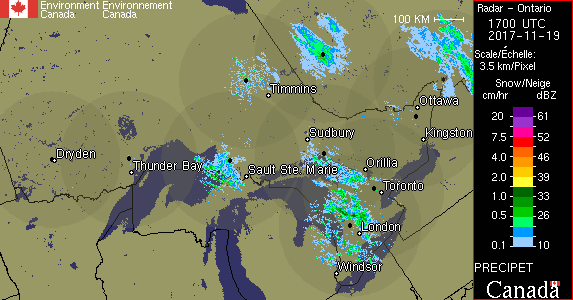 Environment Environnement
Canada Canada
100 KM
Timmins
Ottawa
Sudbury
Kingston
Dryden
Thunder Bay
Sault Ste. Marie
Orillia
Toronto
London
Windsor
Radar - Ontario
1700 UTC
2017-11-19
Scale/Échelle:
3.5 km/Pixel
Snow/Neige
cm/hr dBZ
20 61
7.5 52
4.0 46
2.0 39
1.0 33
0.5 26
0.1 10
PRECIPET
Canada